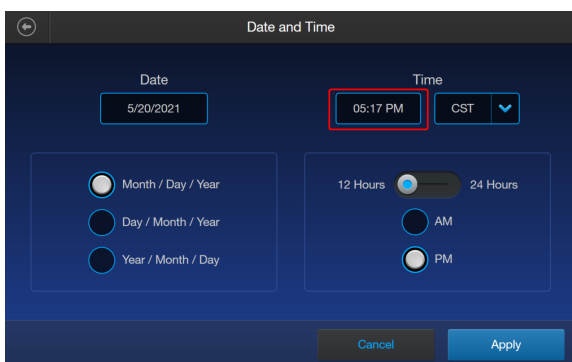 Date and Time
Date
Time
5/20/2021
05:17 PM
CST
Month / Day / Year
12 Hours
24 Hours
Day / Month / Year
AM
Year / Month / Day
PM
Cancel
Apply